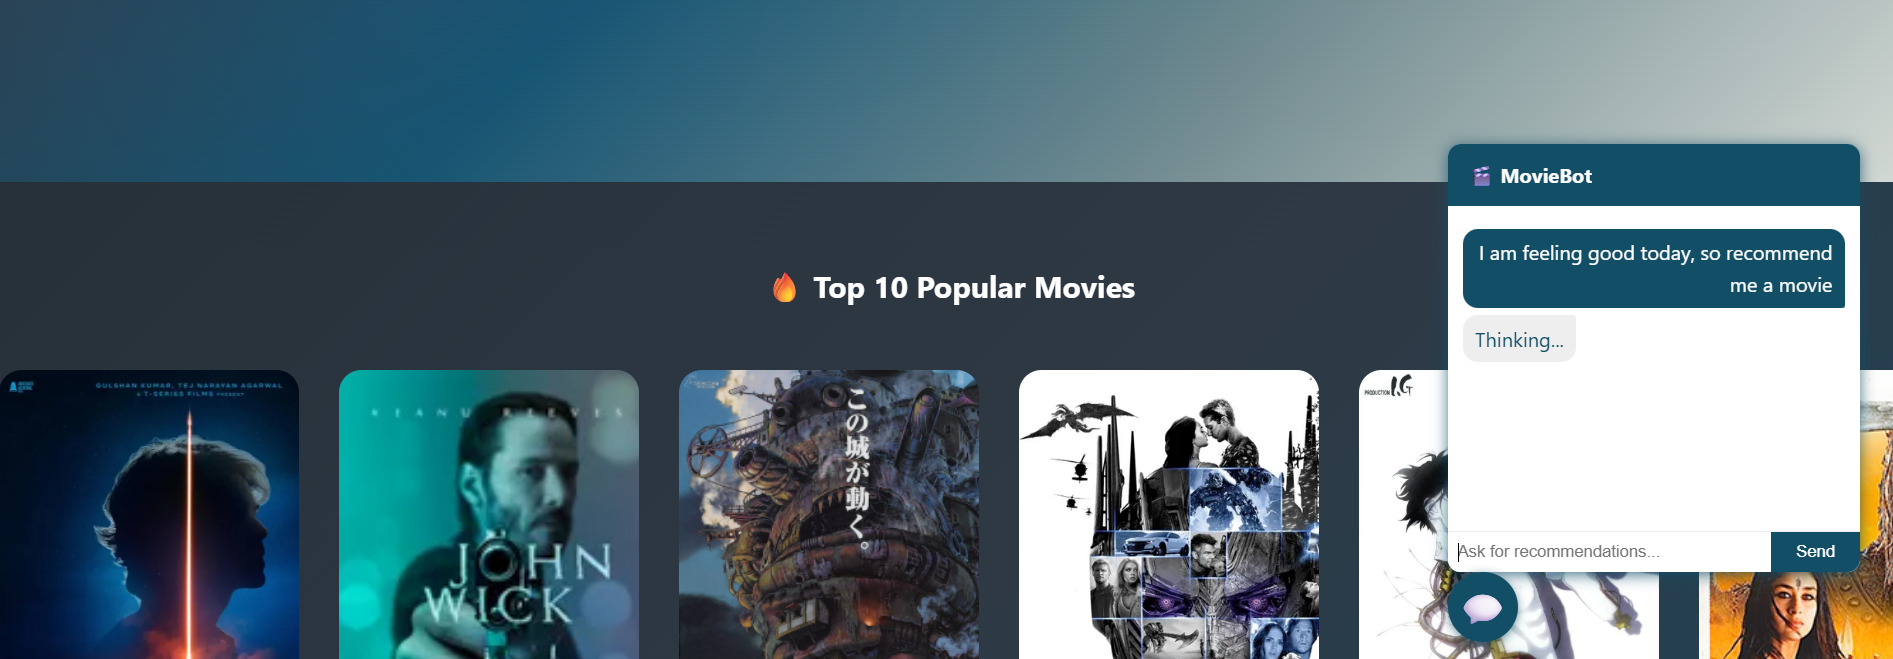 MovieBot
I am feeling good today, so recommend
me a movie
Thinking...
Ask for recommendations...
Send
Top 10 Popular Movies
GULSHAN KUMAR, TEJ NARAYAN AGARWAL
& T-SERIES FILMS PRESENT
KEANU REEVES
JOHN
WICK
この城が動く。
PRODUCTION I.G